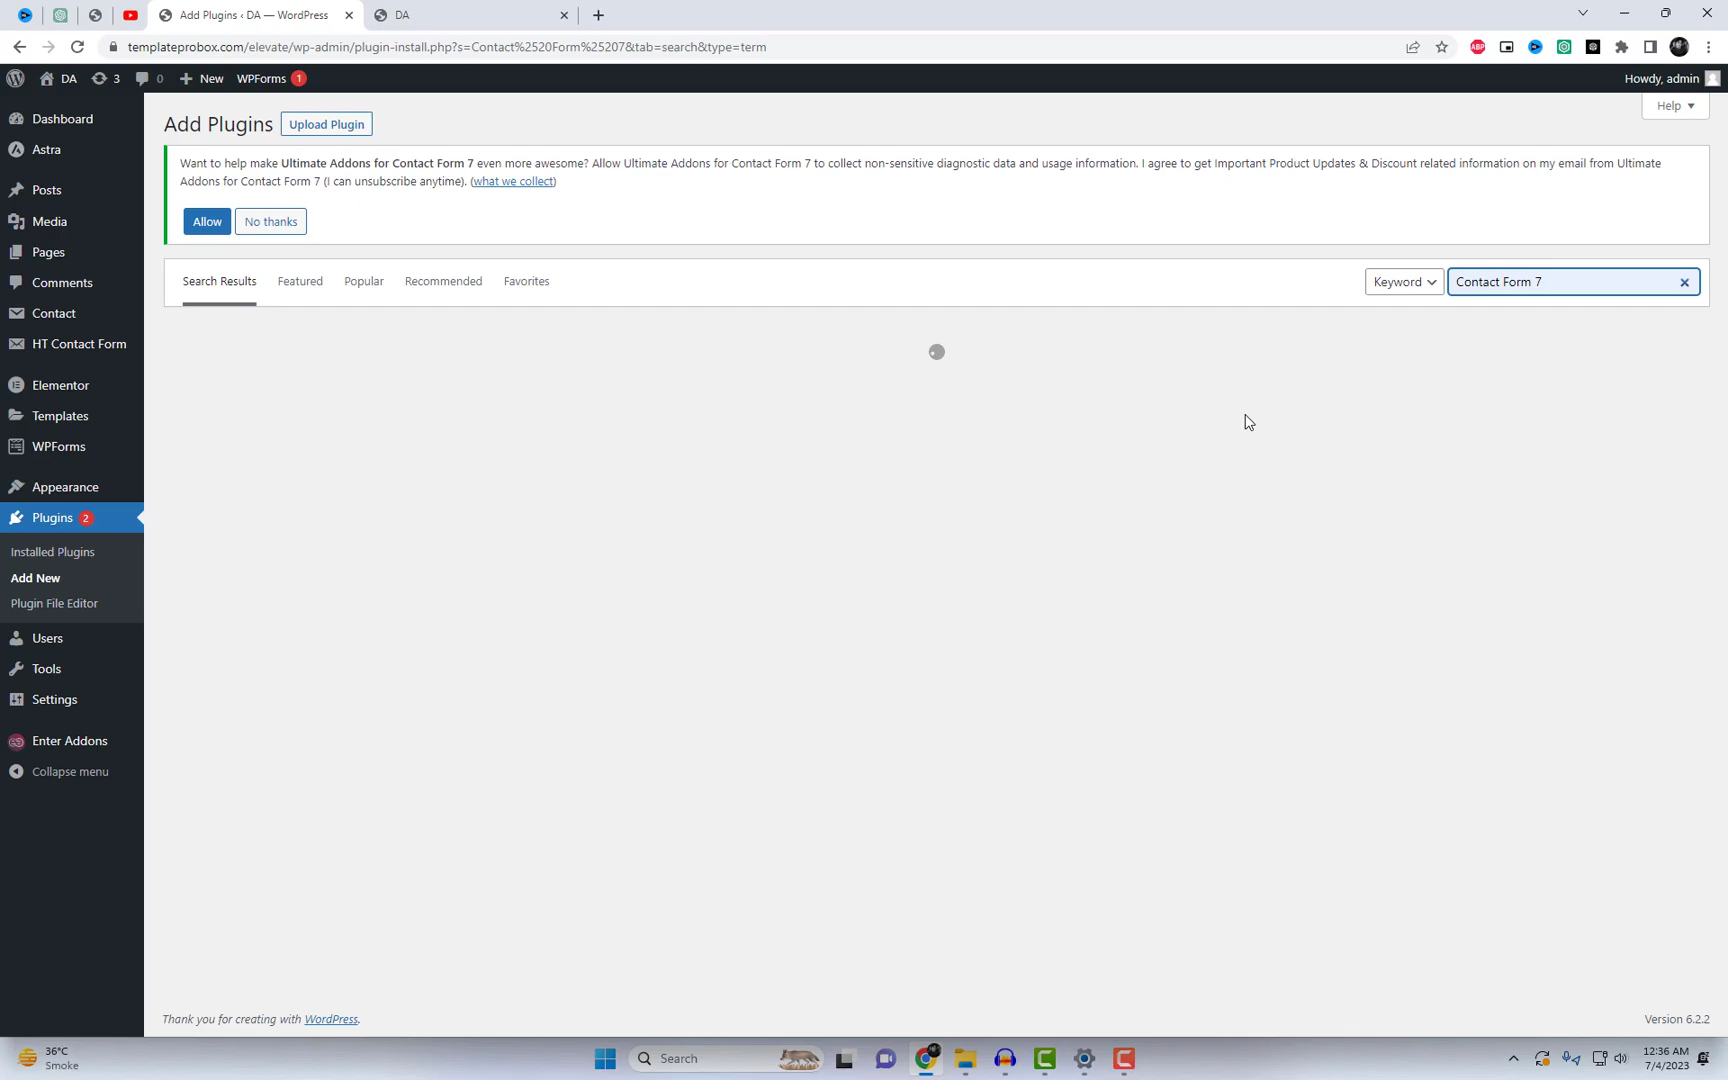 Add Plugins ‹ DA — WordPress
DA
templateprobox.com/elevate/wp-admin/plugin-install.php?s=Contact%2520Form%25207&tab=search&type=term
ABP
DA 3 0 New WPForms 1
Howdy, admin
Help
Dashboard
Astra
Posts
Media
Pages
Comments
Contact
HT Contact Form
Elementor
Templates
WPForms
Appearance
Plugins 2
Installed Plugins
Add New
Plugin File Editor
Users
Tools
Settings
Enter Addons
Collapse menu
Add Plugins Upload Plugin
Want to help make Ultimate Addons for Contact Form 7 even more awesome? Allow Ultimate Addons for Contact Form 7 to collect non-sensitive diagnostic data and usage information. I agree to get Important Product Updates & Discount related information on my email from Ultimate
Addons for Contact Form 7 (I can unsubscribe anytime). (what we collect)
Allow No thanks
Search Results Featured Popular Recommended Favorites
Keyword Contact Form 7
Thank you for creating with WordPress.
Version 6.2.2
36°C
Smoke
Search
12:36 AM
7/4/2023